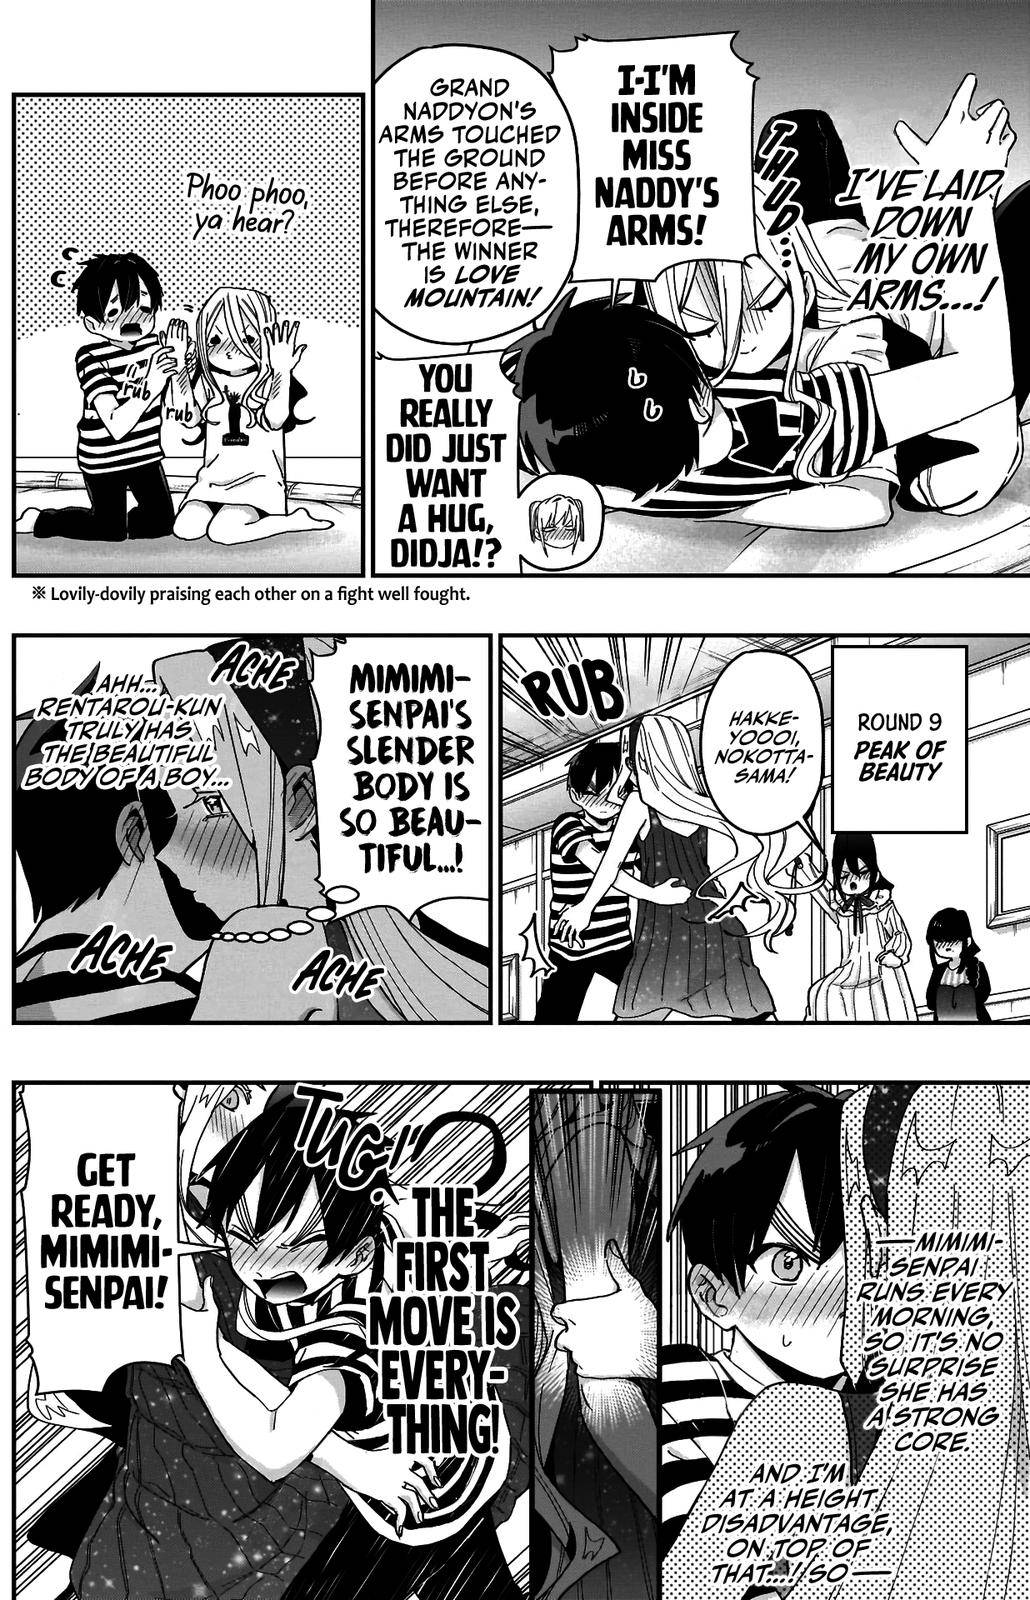 I-I'M
INSIDE
MISS
NADDY'S
ARMS!
THUD...
I'VE LAID
DOWN
MY OWN
ARMS...!
GRAND
NADDYON'S
ARMS TOUCHED
THE GROUND
BEFORE ANY-
THING ELSE,
THEREFORE—
THE WINNER
IS LOVE
MOUNTAIN!
YOU
REALLY
DID JUST
WANT
A HUG,
DIDJA!?
Phoo phoo,
ya hear?
rub
rub
※ Lovily-dovily praising each other on a fight well fought.
ROUND 9
PEAK OF
BEAUTY
HAKKE-
YOOOI,
NOKOTTA-
SAMA!
RUB
MIMIMI-
SENPAI'S
SLENDER
BODY IS
SO BEAU-
TIFUL...!
ACHE
AHH...
RENTAROU-KUN
TRULY HAS
THE BEAUTIFUL
BODY OF A BOY...
ACHE
ACHE
—MIMIMI-
SENPAI
RUNS EVERY
MORNING,
SO IT'S NO
SURPRISE
SHE HAS
A STRONG
CORE.
AND I'M
AT A HEIGHT
DISADVANTAGE,
ON TOP OF
THAT...! SO—
TUG!!
THE
FIRST
MOVE IS
EVERY-
THING!
GET
READY,
MIMIMI-
SENPAI!